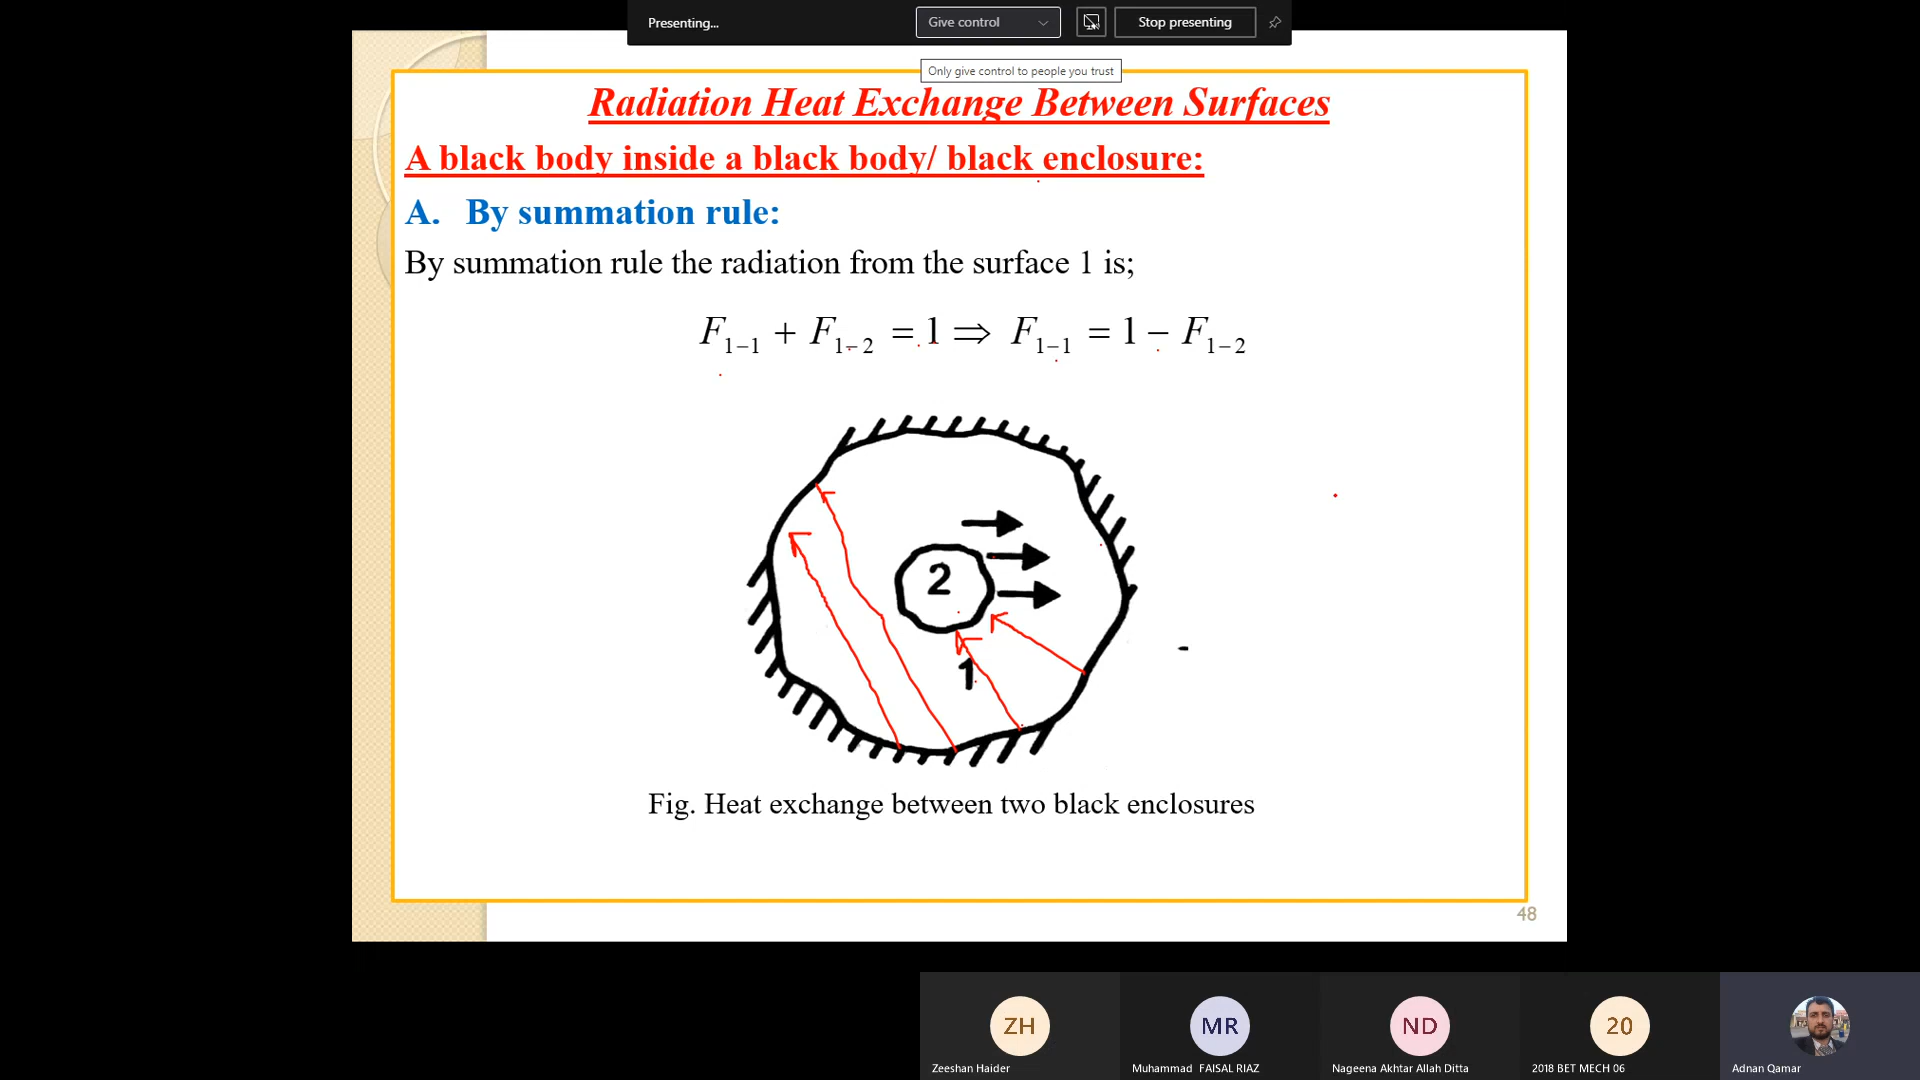 Presenting...
Give control
Stop presenting
Only give control to people you trust
Radiation Heat Exchange Between Surfaces
A black body inside a black body/ black enclosure:
A. By summation rule:
By summation rule the radiation from the surface 1 is;
F₁₋₁ + F₁₋₂ = 1 ⇒ F₁₋₁ = 1 − F₁₋₂
2
1
Fig. Heat exchange between two black enclosures
48
ZH
MR
ND
20
Zeeshan Haider
Muhammad FAISAL RIAZ
Nageena Akhtar Allah Ditta
2018 BET MECH 06
Adnan Qamar